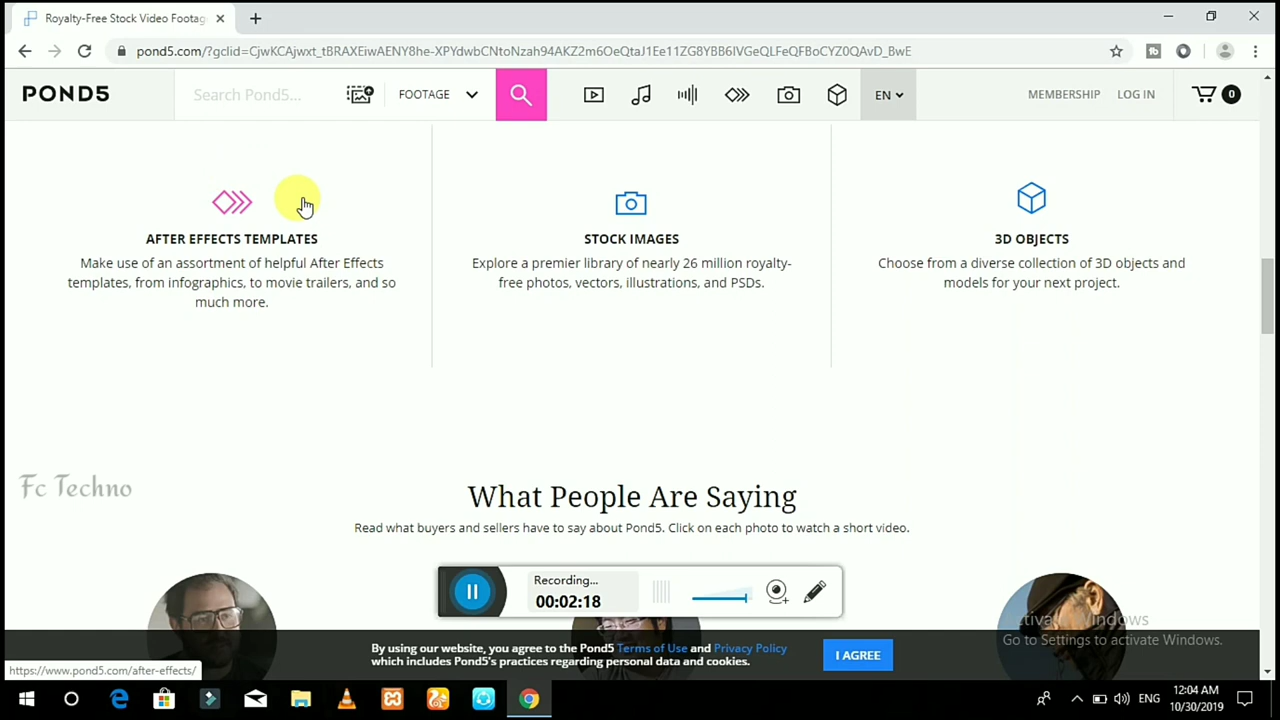 Royalty-Free Stock Video Footag
pond5.com/?gclid=CjwKCAjwxt_tBRAXEiwAENY8he-XPYdwbCNtoNzah94AKZ2m6OeQtaJ1Ee11ZG8YBB6IVGeQLFeQFBoCYZ0QAvD_BwE
POND5
Search Pond5...
FOOTAGE
EN
MEMBERSHIP
LOG IN
0
AFTER EFFECTS TEMPLATES
Make use of an assortment of helpful After Effects
templates, from infographics, to movie trailers, and so
much more.
STOCK IMAGES
Explore a premier library of nearly 26 million royalty-
free photos, vectors, illustrations, and PSDs.
3D OBJECTS
Choose from a diverse collection of 3D objects and
models for your next project.
Fc Techno
What People Are Saying
Read what buyers and sellers have to say about Pond5. Click on each photo to watch a short video.
Recording...
00:02:18
Activate Windows
Go to Settings to activate Windows.
By using our website, you agree to the Pond5 Terms of Use and Privacy Policy
which includes Pond5's practices regarding personal data and cookies.
I AGREE
https://www.pond5.com/after-effects/
ENG
12:04 AM
10/30/2019